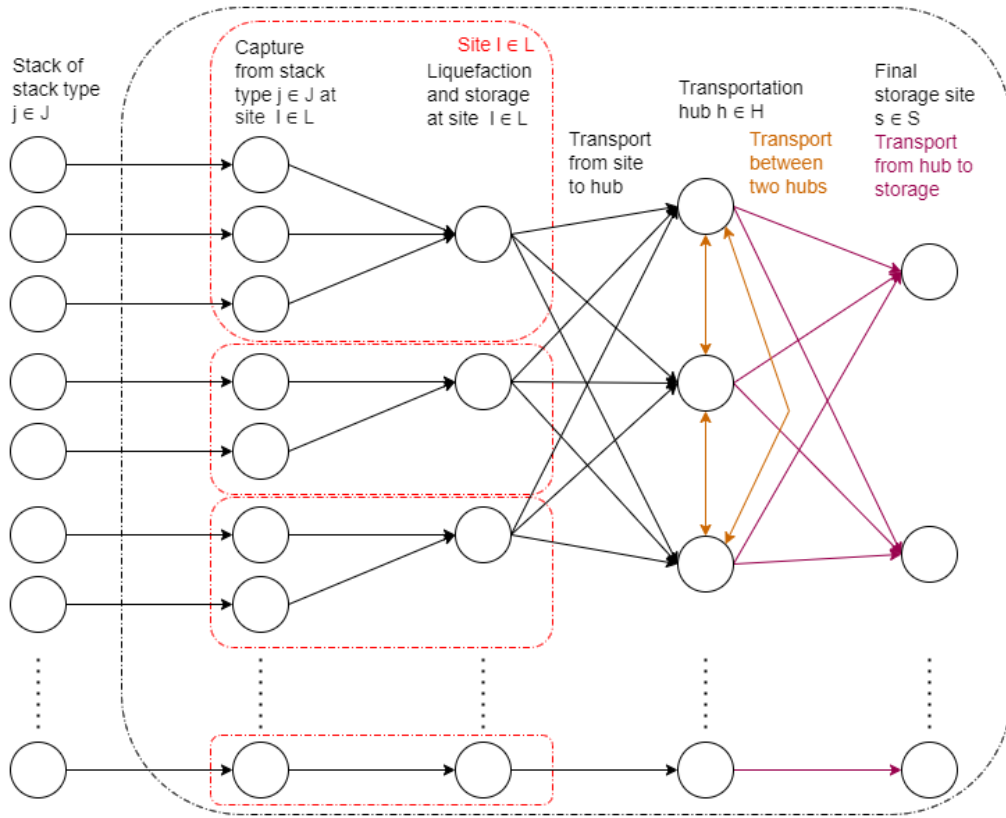 Stack of
stack type
j ∈ J
Capture
from stack
type j ∈ J at
site l ∈ L
Site l ∈ L
Liquefaction
and storage
at site l ∈ L
Transport
from site
to hub
Transportation
hub h ∈ H
Transport
between
two hubs
Final
storage site
s ∈ S
Transport
from hub to
storage